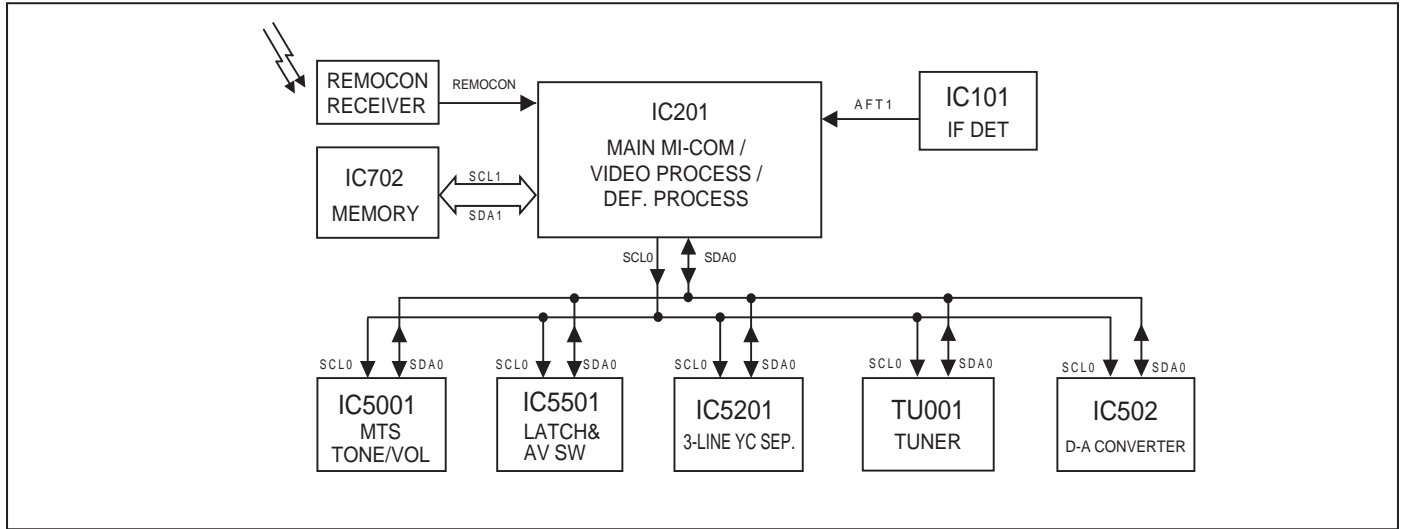 REMOCON
RECEIVER
REMOCON
IC201
MAIN MI-COM /
VIDEO PROCESS /
DEF. PROCESS
AFT1
IC101
IF DET
IC702
MEMORY
SCL1
SDA1
SCL0
SDA0
SCL0
SDA0
SCL0
SDA0
SCL0
SDA0
SCL0
SDA0
SCL0
SDA0
IC5001
MTS
TONE/VOL
IC5501
LATCH&
AV SW
IC5201
3-LINE YC SEP.
TU001
TUNER
IC502
D-A CONVERTER